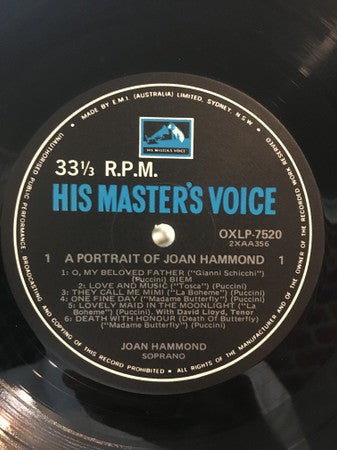 MADE BY E.M.I. (AUSTRALIA) LIMITED, SYDNEY, N.S.W.
HIS MASTER'S VOICE
33⅓ R.P.M.
HIS MASTER'S VOICE
OXLP-7520
2XAA356
1 A PORTRAIT OF JOAN HAMMOND 1
1: O, MY BELOVED FATHER ("Gianni Schicchi")
(Puccini) BIEM
2: LOVE AND MUSIC ("Tosca") (Puccini)
3: THEY CALL ME MIMI ("La Boheme") (Puccini)
4: ONE FINE DAY ("Madame Butterfly") (Puccini)
5: LOVELY MAID IN THE MOONLIGHT ("La
Boheme") (Puccini). With David Lloyd, Tenor
6: DEATH WITH HONOUR (Death Of Butterfly)
("Madame Butterfly") (Puccini)
JOAN HAMMOND
SOPRANO
UNAUTHORISED PUBLIC PERFORMANCE BROADCASTING AND COPYING OF THIS RECORD PROHIBITED • ALL RIGHTS OF THE MANUFACTURER AND OF THE OWNER OF THE RECORDED WORK RESERVED